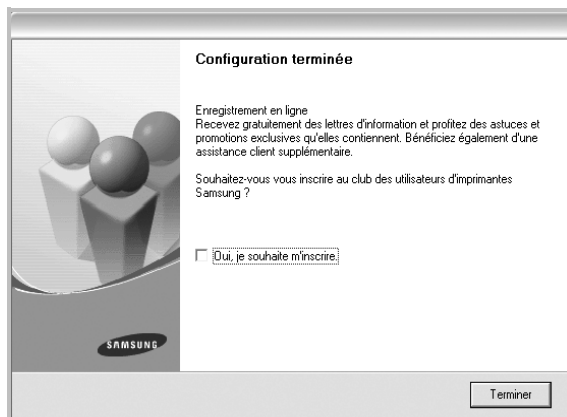 Configuration terminée
Enregistrement en ligne
Recevez gratuitement des lettres d'information et profitez des astuces et
promotions exclusives qu'elles contiennent. Bénéficiez également d'une
assistance client supplémentaire.
Souhaitez-vous vous inscrire au club des utilisateurs d'imprimantes
Samsung ?
Oui, je souhaite m'inscrire.
SAMSUNG
Terminer